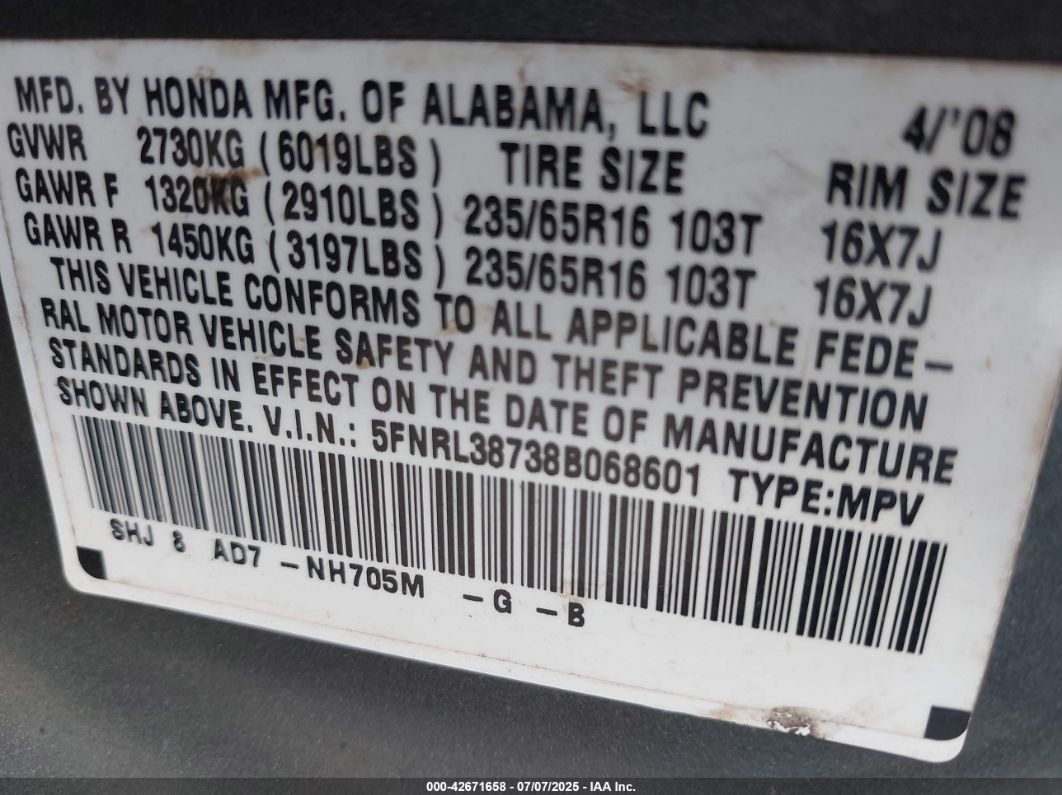 MFD. BY HONDA MFG. OF ALABAMA, LLC 4/'08
GVWR 2730KG ( 6019LBS ) TIRE SIZE RIM SIZE
GAWR F 1320KG ( 2910LBS ) 235/65R16 103T 16X7J
GAWR R 1450KG ( 3197LBS ) 235/65R16 103T 16X7J
THIS VEHICLE CONFORMS TO ALL APPLICABLE FEDE-
RAL MOTOR VEHICLE SAFETY AND THEFT PREVENTION
STANDARDS IN EFFECT ON THE DATE OF MANUFACTURE
SHOWN ABOVE. V.I.N.: 5FNRL38738B068601 TYPE:MPV
SHJ 8 AD7 -NH705M -G -B
000-42671658 - 07/07/2025 - IAA Inc.